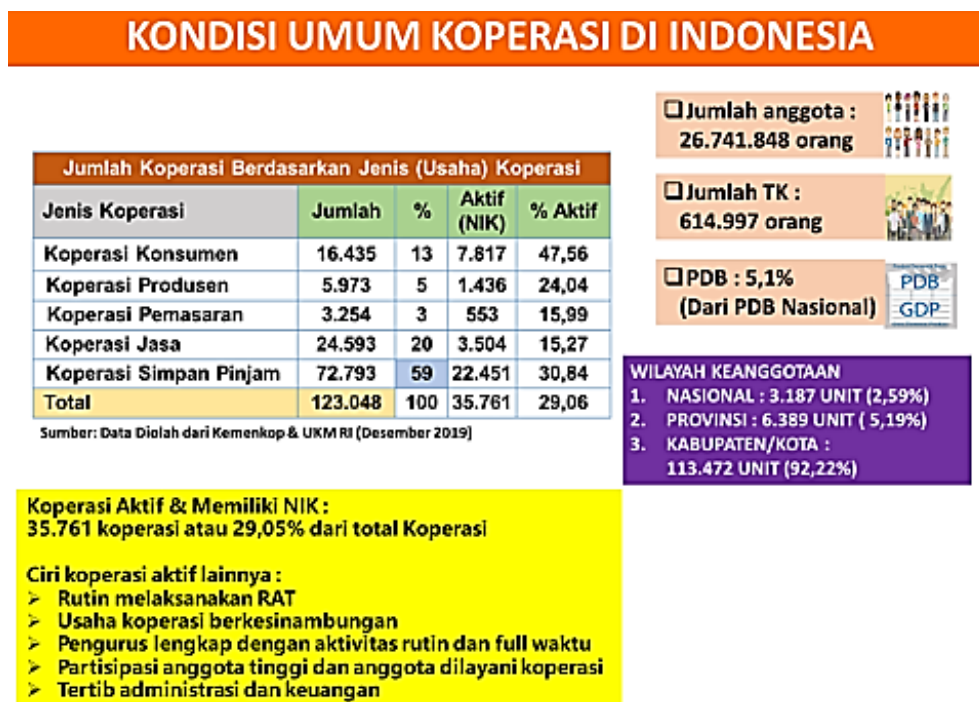 KONDISI UMUM KOPERASI DI INDONESIA
Jumlah Koperasi Berdasarkan Jenis (Usaha) Koperasi
Jenis Koperasi Jumlah % Aktif (NIK) % Aktif
Koperasi Konsumen 16.435 13 7.817 47,56
Koperasi Produsen 5.973 5 1.436 24,04
Koperasi Pemasaran 3.254 3 553 15,99
Koperasi Jasa 24.593 20 3.504 15,27
Koperasi Simpan Pinjam 72.793 59 22.451 30,84
Total 123.048 100 35.761 29,06
Sumber: Data Diolah dari Kemenkop & UKM RI (Desember 2019)
❑Jumlah anggota :
26.741.848 orang
❑Jumlah TK :
614.997 orang
❑PDB : 5,1%
(Dari PDB Nasional)
PDB
GDP
WILAYAH KEANGGOTAAN
1. NASIONAL : 3.187 UNIT (2,59%)
2. PROVINSI : 6.389 UNIT ( 5,19%)
3. KABUPATEN/KOTA :
113.472 UNIT (92,22%)
Koperasi Aktif & Memiliki NIK :
35.761 koperasi atau 29,05% dari total Koperasi
Ciri koperasi aktif lainnya :
➢ Rutin melaksanakan RAT
➢ Usaha koperasi berkesinambungan
➢ Pengurus lengkap dengan aktivitas rutin dan full waktu
➢ Partisipasi anggota tinggi dan anggota dilayani koperasi
➢ Tertib administrasi dan keuangan